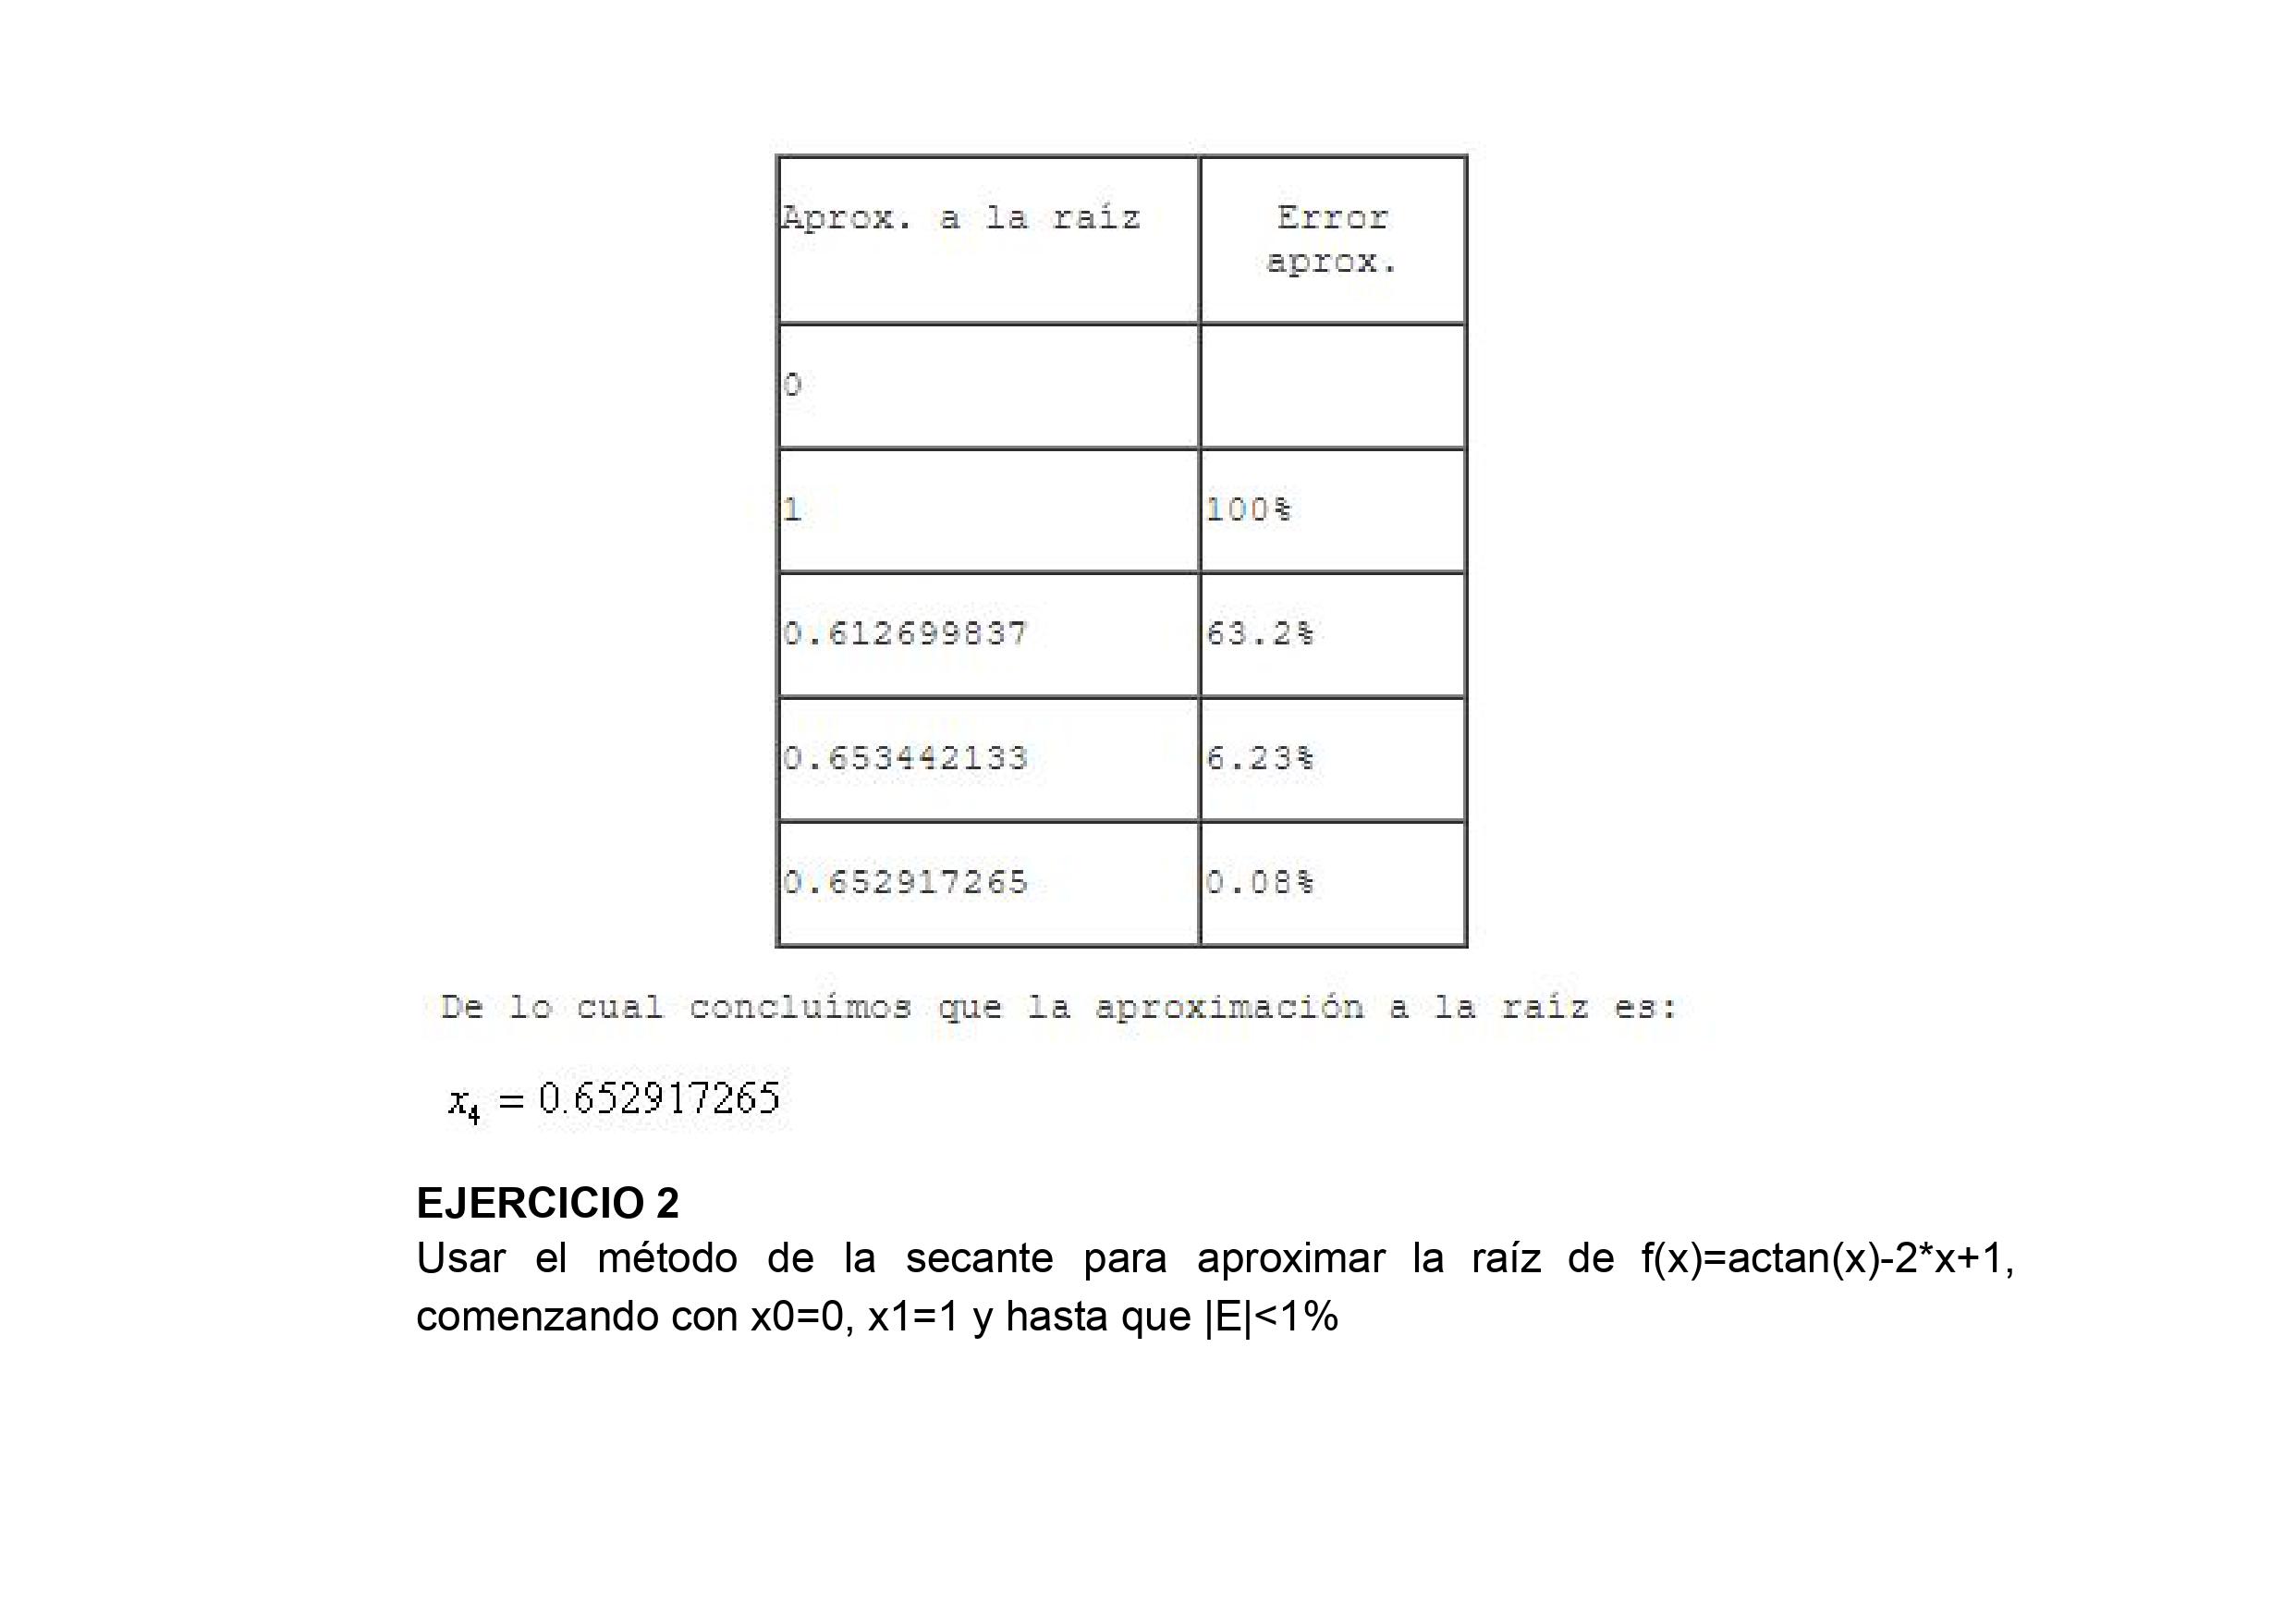 Aprox. a la raíz Error
aprox.
0
1 100%
0.612699837 63.2%
0.653442133 6.23%
0.652917265 0.08%
De lo cual concluímos que la aproximación a la raíz es:
x₄ = 0.652917265
EJERCICIO 2
Usar el método de la secante para aproximar la raíz de f(x)=actan(x)-2*x+1,
comenzando con x0=0, x1=1 y hasta que |E|<1%